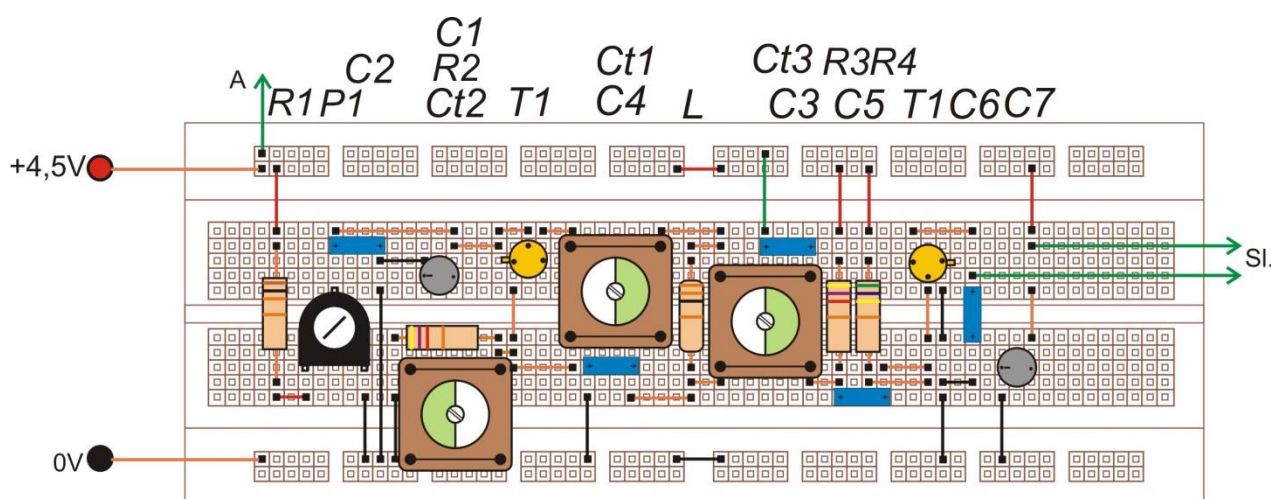 C1
Ct1
Ct3 R3R4
C2
R2
A
R1 P1
Ct2
T1
C4
L
C3 C5 T1 C6 C7
+4,5V
SI.
0V